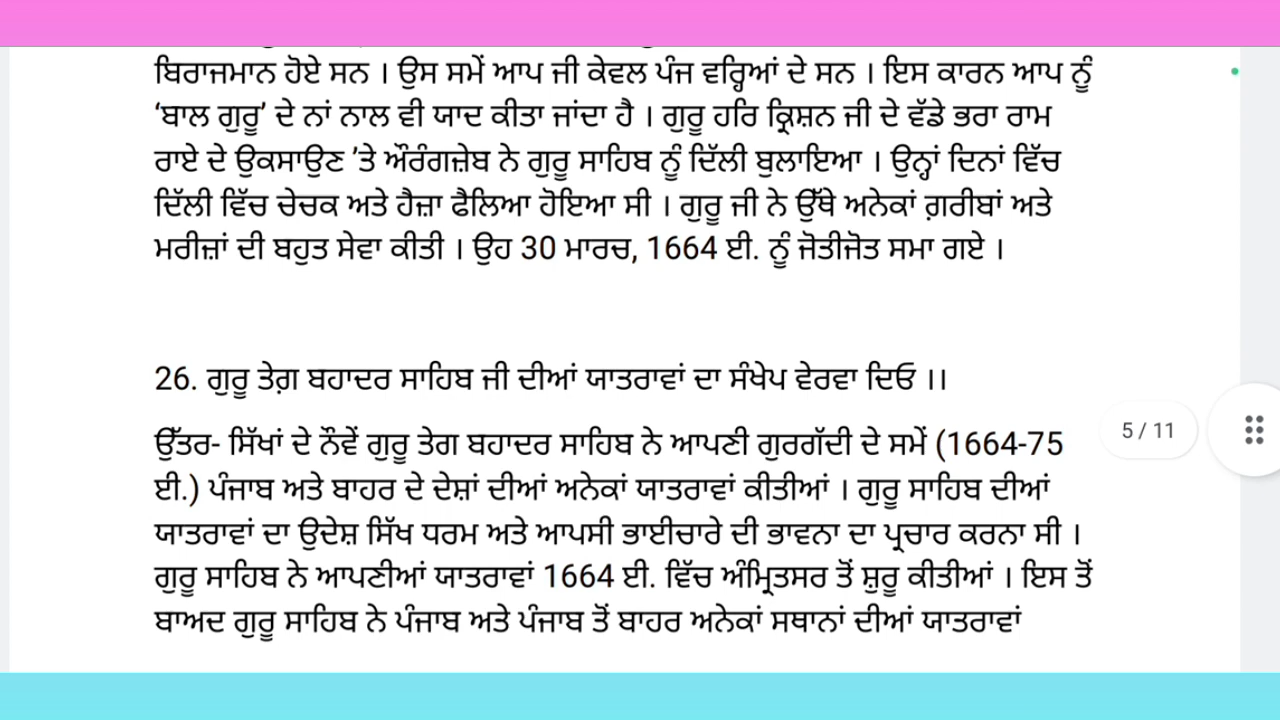 ਬਿਰਾਜਮਾਨ ਹੋਏ ਸਨ । ਉਸ ਸਮੇਂ ਆਪ ਜੀ ਕੇਵਲ ਪੰਜ ਵਰ੍ਹਿਆਂ ਦੇ ਸਨ । ਇਸ ਕਾਰਨ ਆਪ ਨੂੰ
‘ਬਾਲ ਗੁਰੂ’ ਦੇ ਨਾਂ ਨਾਲ ਵੀ ਯਾਦ ਕੀਤਾ ਜਾਂਦਾ ਹੈ । ਗੁਰੂ ਹਰਿ ਕ੍ਰਿਸ਼ਨ ਜੀ ਦੇ ਵੱਡੇ ਭਰਾ ਰਾਮ
ਰਾਏ ਦੇ ਉਕਸਾਉਣ ’ਤੇ ਔਰੰਗਜ਼ੇਬ ਨੇ ਗੁਰੂ ਸਾਹਿਬ ਨੂੰ ਦਿੱਲੀ ਬੁਲਾਇਆ । ਉਨ੍ਹਾਂ ਦਿਨਾਂ ਵਿੱਚ
ਦਿੱਲੀ ਵਿੱਚ ਚੇਚਕ ਅਤੇ ਹੈਜ਼ਾ ਫੈਲਿਆ ਹੋਇਆ ਸੀ । ਗੁਰੂ ਜੀ ਨੇ ਉੱਥੇ ਅਨੇਕਾਂ ਗ਼ਰੀਬਾਂ ਅਤੇ
ਮਰੀਜ਼ਾਂ ਦੀ ਬਹੁਤ ਸੇਵਾ ਕੀਤੀ । ਉਹ 30 ਮਾਰਚ, 1664 ਈ. ਨੂੰ ਜੋਤੀਜੋਤ ਸਮਾ ਗਏ ।
26. ਗੁਰੂ ਤੇਗ਼ ਬਹਾਦਰ ਸਾਹਿਬ ਜੀ ਦੀਆਂ ਯਾਤਰਾਵਾਂ ਦਾ ਸੰਖੇਪ ਵੇਰਵਾ ਦਿਓ ।।
ਉੱਤਰ- ਸਿੱਖਾਂ ਦੇ ਨੌਵੇਂ ਗੁਰੂ ਤੇਗ ਬਹਾਦਰ ਸਾਹਿਬ ਨੇ ਆਪਣੀ ਗੁਰਗੱਦੀ ਦੇ ਸਮੇਂ (1664-75
ਈ.) ਪੰਜਾਬ ਅਤੇ ਬਾਹਰ ਦੇ ਦੇਸ਼ਾਂ ਦੀਆਂ ਅਨੇਕਾਂ ਯਾਤਰਾਵਾਂ ਕੀਤੀਆਂ । ਗੁਰੂ ਸਾਹਿਬ ਦੀਆਂ
ਯਾਤਰਾਵਾਂ ਦਾ ਉਦੇਸ਼ ਸਿੱਖ ਧਰਮ ਅਤੇ ਆਪਸੀ ਭਾਈਚਾਰੇ ਦੀ ਭਾਵਨਾ ਦਾ ਪ੍ਰਚਾਰ ਕਰਨਾ ਸੀ ।
ਗੁਰੂ ਸਾਹਿਬ ਨੇ ਆਪਣੀਆਂ ਯਾਤਰਾਵਾਂ 1664 ਈ. ਵਿੱਚ ਅੰਮ੍ਰਿਤਸਰ ਤੋਂ ਸ਼ੁਰੂ ਕੀਤੀਆਂ । ਇਸ ਤੋਂ
ਬਾਅਦ ਗੁਰੂ ਸਾਹਿਬ ਨੇ ਪੰਜਾਬ ਅਤੇ ਪੰਜਾਬ ਤੋਂ ਬਾਹਰ ਅਨੇਕਾਂ ਸਥਾਨਾਂ ਦੀਆਂ ਯਾਤਰਾਵਾਂ
5 / 11